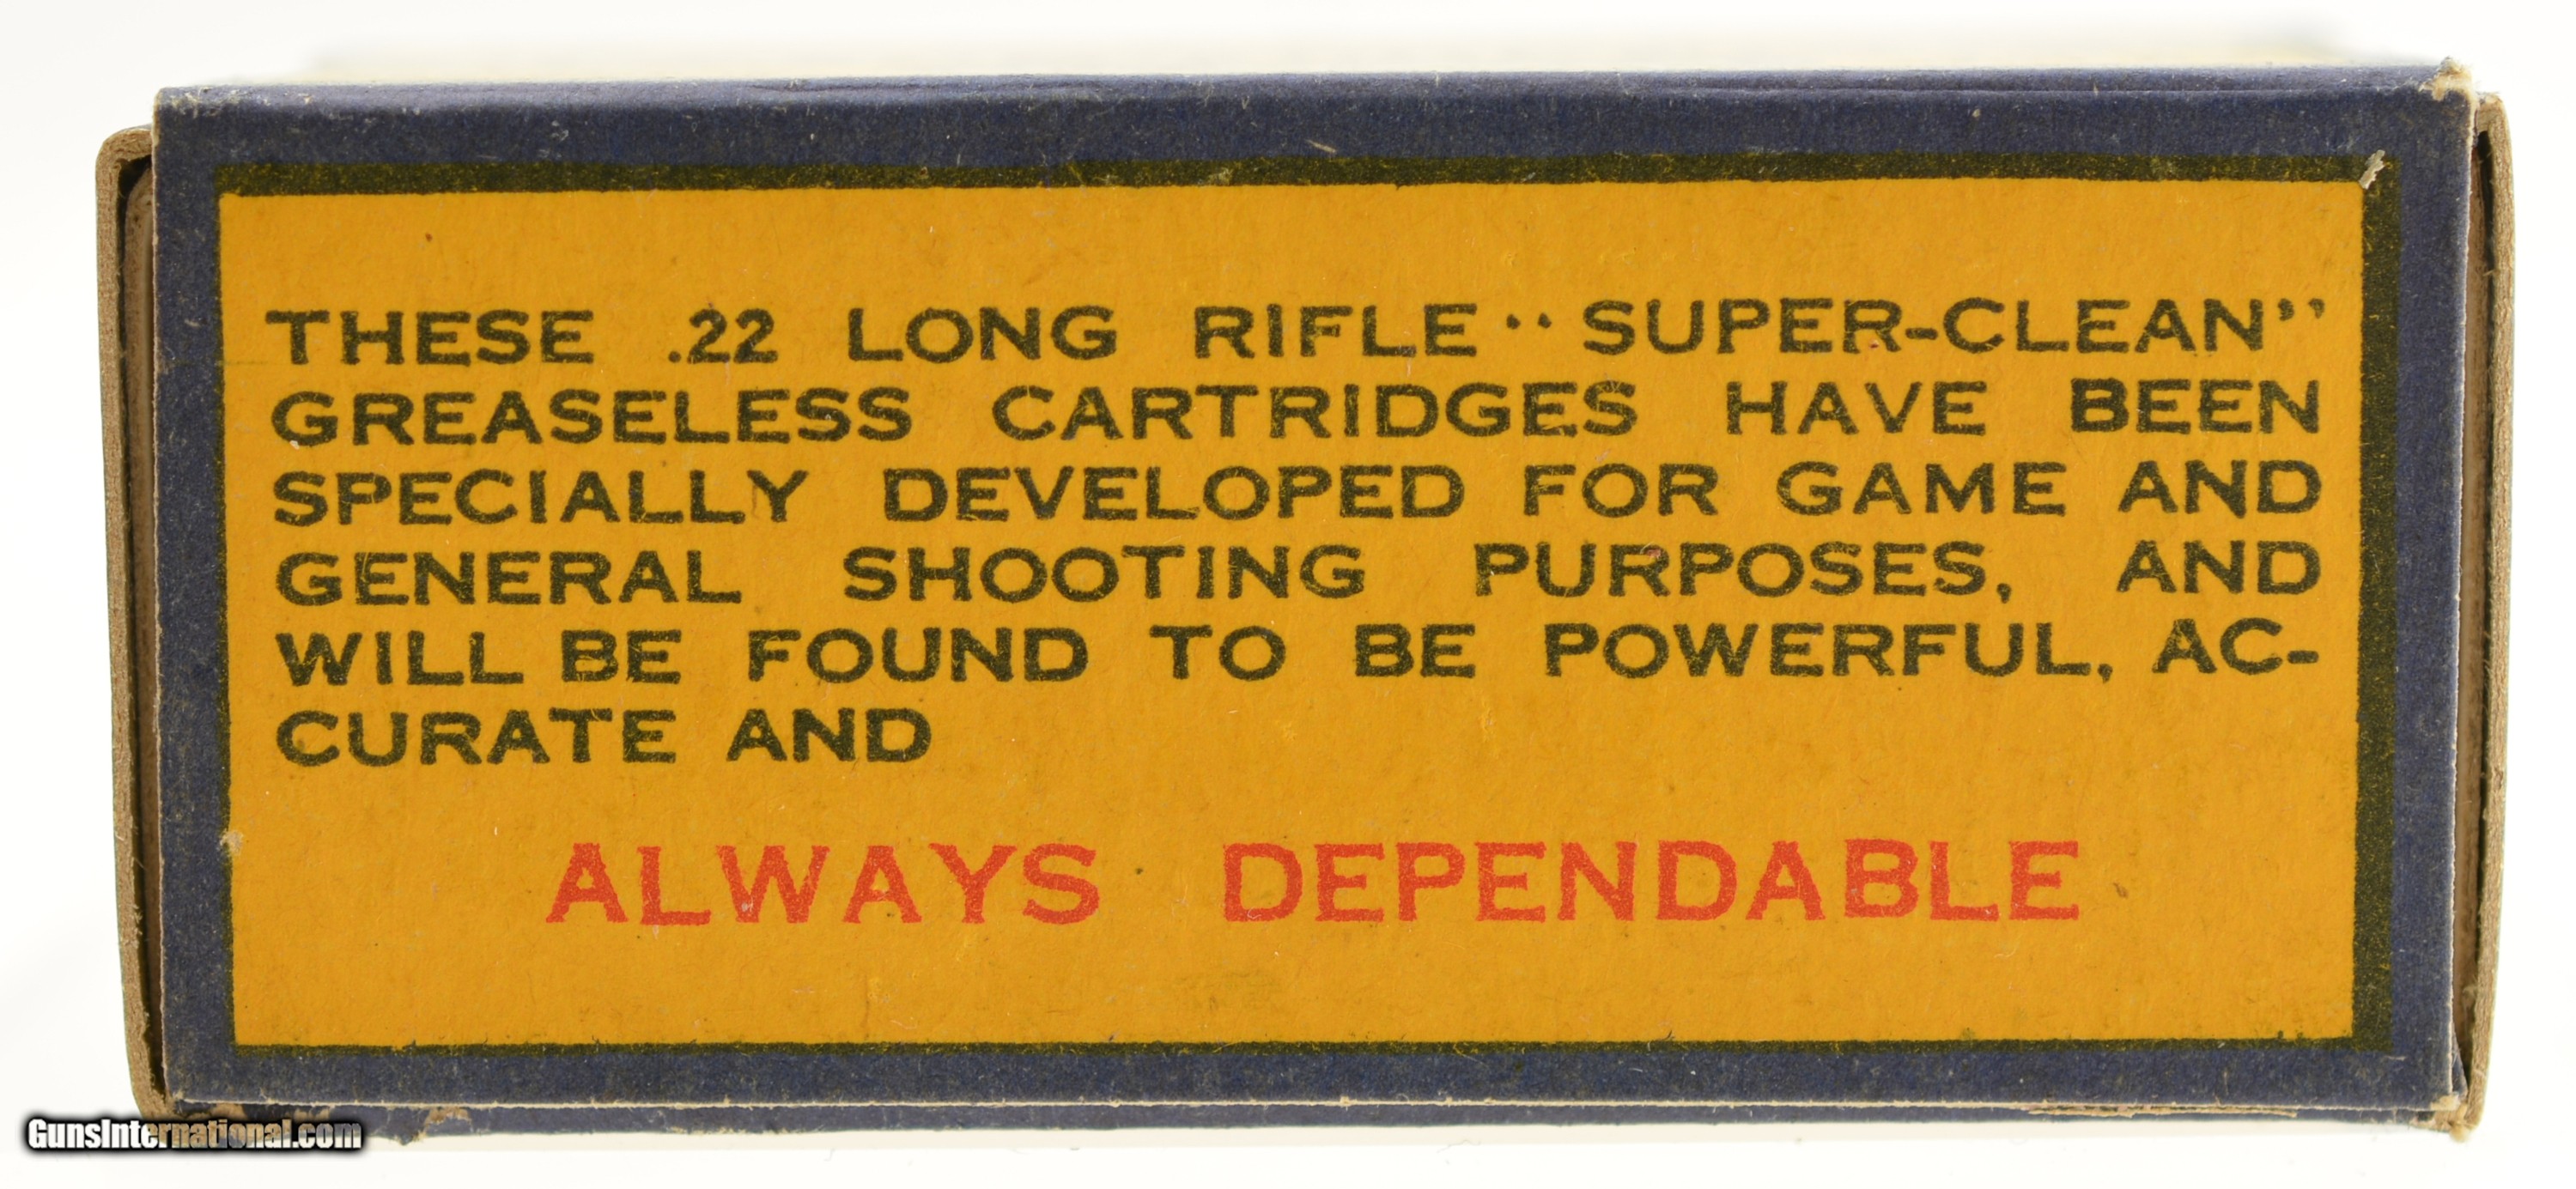 THESE .22 LONG RIFLE "SUPER-CLEAN"
GREASELESS CARTRIDGES HAVE BEEN
SPECIALLY DEVELOPED FOR GAME AND
GENERAL SHOOTING PURPOSES, AND
WILL BE FOUND TO BE POWERFUL, AC-
CURATE AND
ALWAYS DEPENDABLE
GunsInternational.com